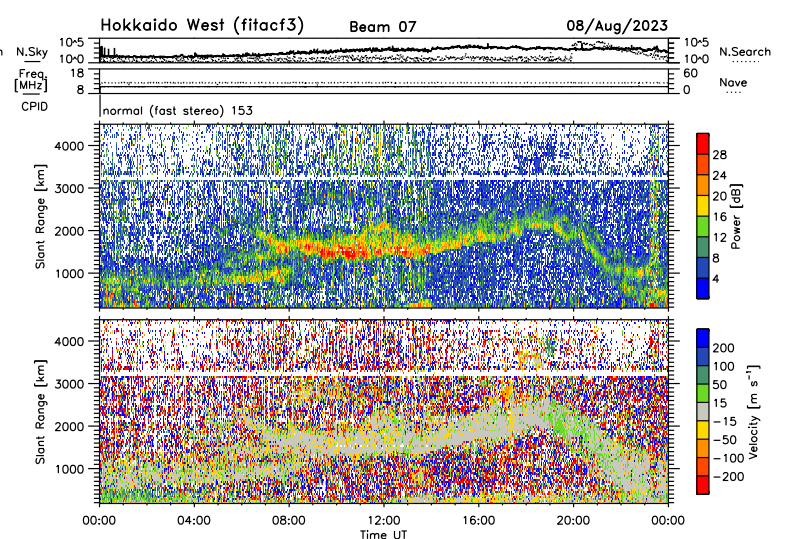 Hokkaido West (fitacf3) Beam 07 08/Aug/2023
n N.Sky 10^5 10^0 10^5 10^0 N.Search
Freq. [MHz] 18 8 60 0 Nave
CPID normal (fast stereo) 153
Slant Range [km] 4000 3000 2000 1000
28 24 20 16 12 8 4 Power [dB]
Slant Range [km] 4000 3000 2000 1000
200 100 50 15 -15 -50 -100 -200 Velocity [m s⁻¹]
00:00 04:00 08:00 12:00 16:00 20:00 00:00
Time UT